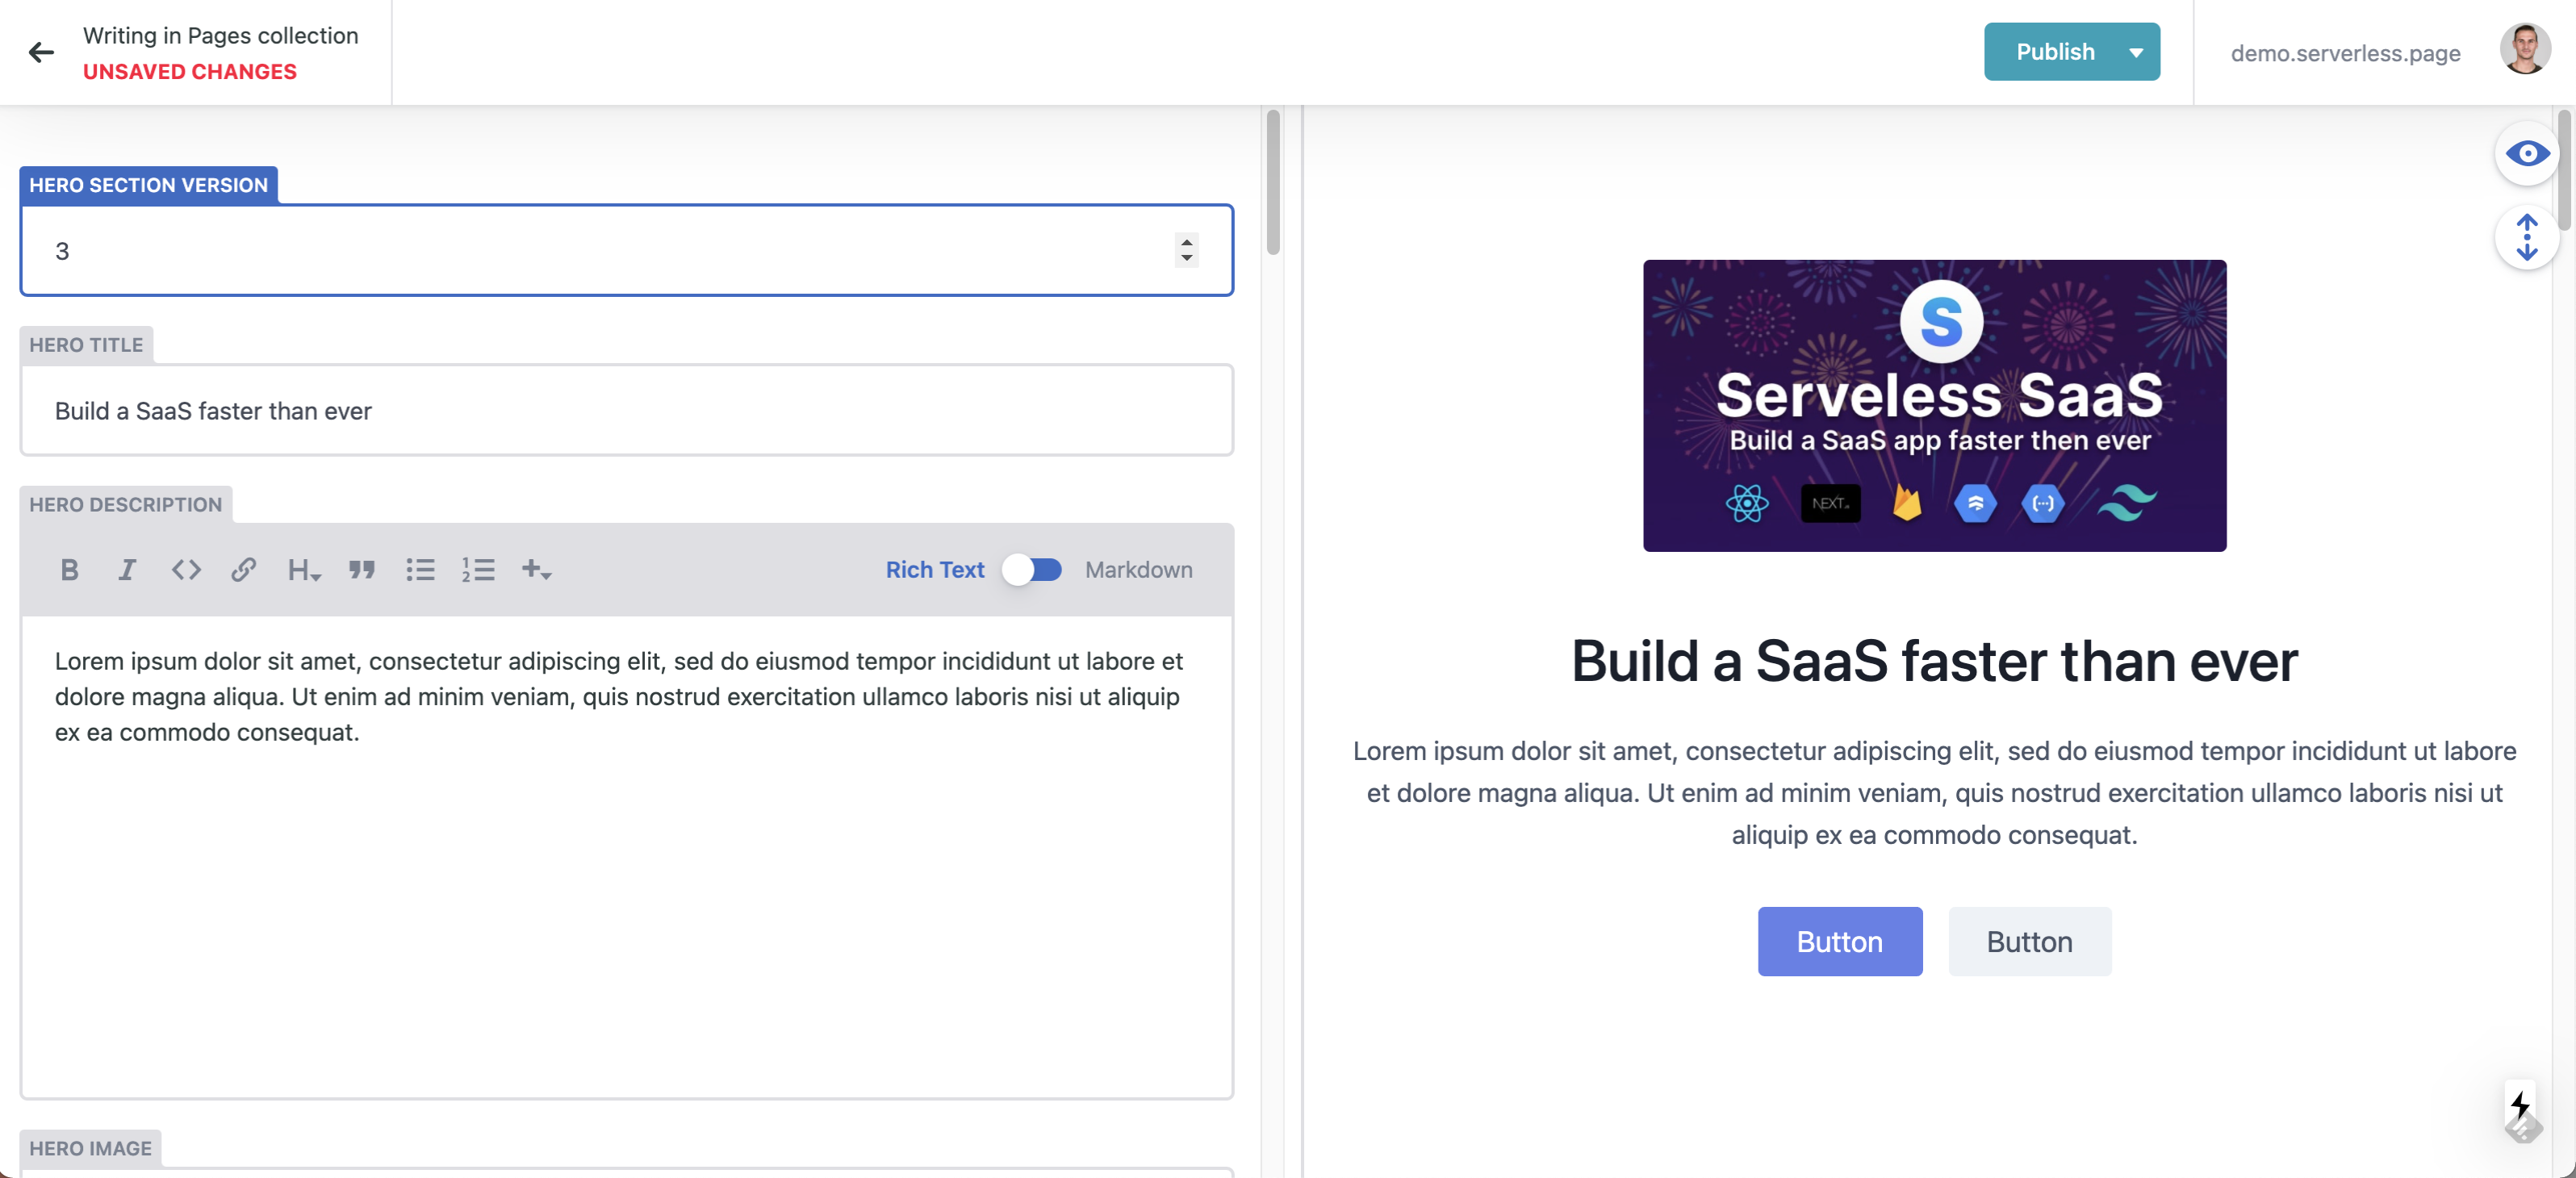 Writing in Pages collection
UNSAVED CHANGES
Publish
demo.serverless.page
HERO SECTION VERSION
3
HERO TITLE
Build a SaaS faster than ever
HERO DESCRIPTION
B I <> H Rich Text Markdown
Lorem ipsum dolor sit amet, consectetur adipiscing elit, sed do eiusmod tempor incididunt ut labore et
dolore magna aliqua. Ut enim ad minim veniam, quis nostrud exercitation ullamco laboris nisi ut aliquip
ex ea commodo consequat.
HERO IMAGE
S
Serveless SaaS
Build a SaaS app faster then ever
NEXT.js
Build a SaaS faster than ever
Lorem ipsum dolor sit amet, consectetur adipiscing elit, sed do eiusmod tempor incididunt ut labore
et dolore magna aliqua. Ut enim ad minim veniam, quis nostrud exercitation ullamco laboris nisi ut
aliquip ex ea commodo consequat.
Button Button